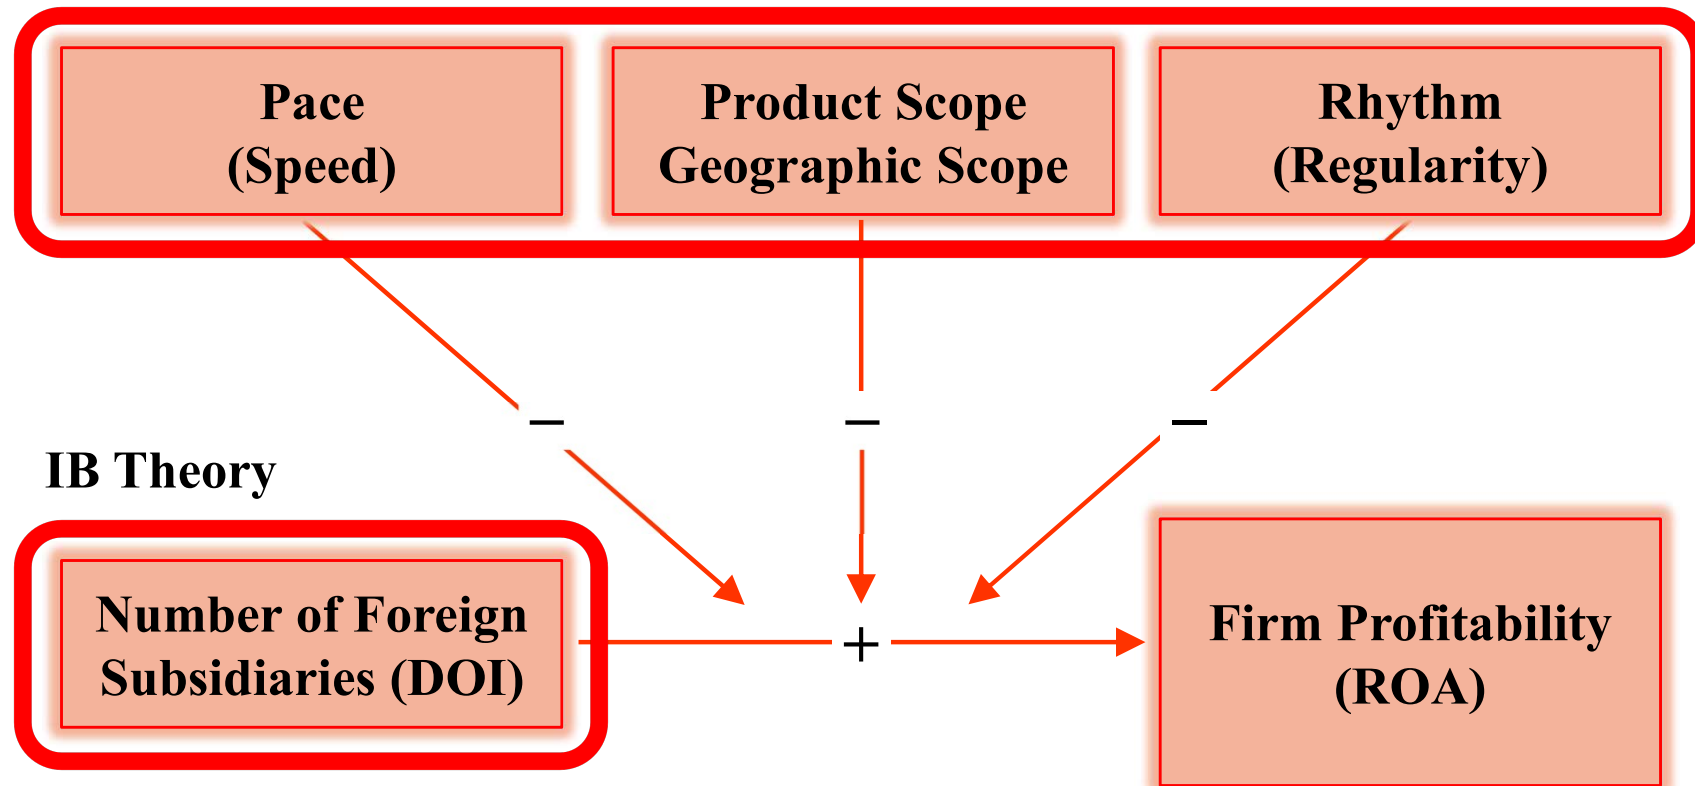 Pace
(Speed)
Product Scope
Geographic Scope
Rhythm
(Regularity)
–
–
–
IB Theory
Number of Foreign
Subsidiaries (DOI)
+
Firm Profitability
(ROA)